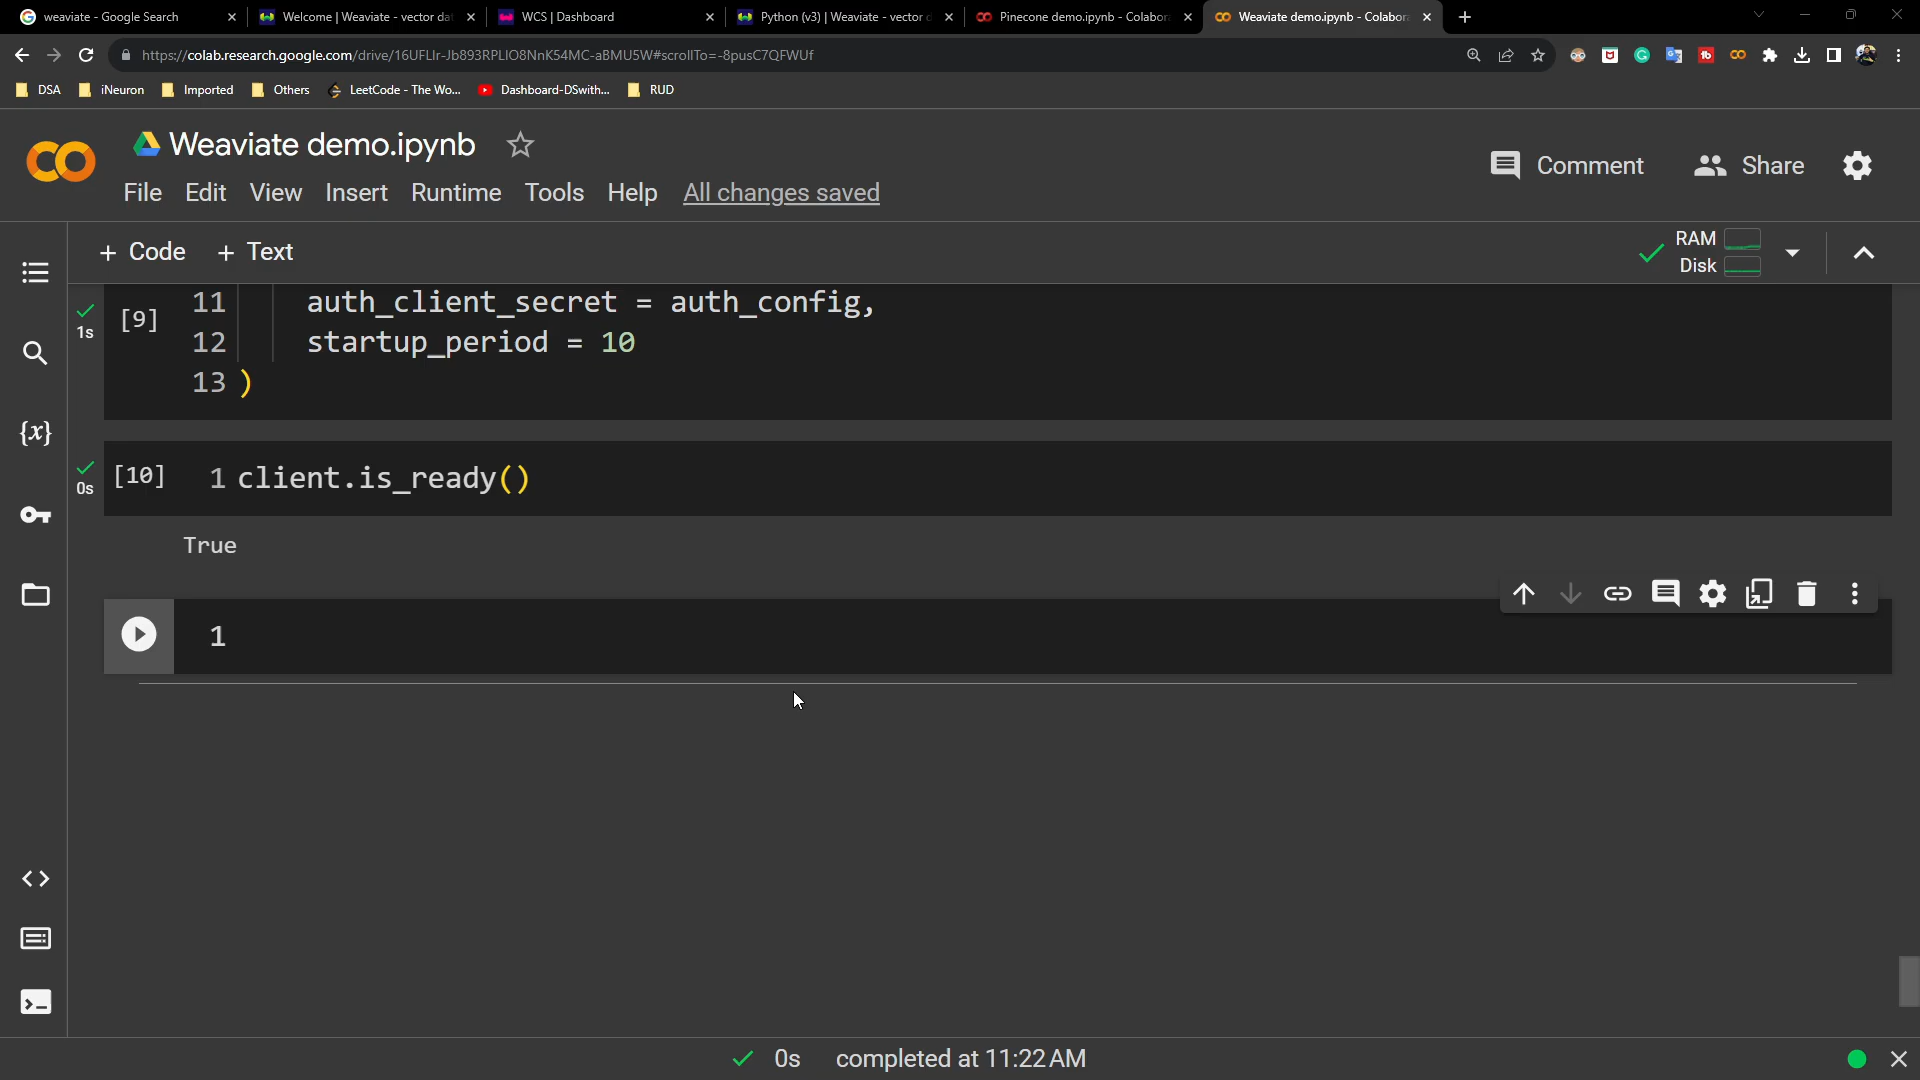 weaviate - Google Search
Welcome | Weaviate - vector dat
WCS | Dashboard
Python (v3) | Weaviate - vector d
Pinecone demo.ipynb - Colabora
Weaviate demo.ipynb - Colabora
https://colab.research.google.com/drive/16UFLIr-Jb893RPLIO8NnK54MC-aBMU5W#scrollTo=-8pusC7QFWUf
DSA
iNeuron
Imported
Others
LeetCode - The Wo...
Dashboard-DSwith...
RUD
Weaviate demo.ipynb
Comment
Share
File Edit View Insert Runtime Tools Help All changes saved
+ Code + Text
RAM
Disk
1s
[9]
11 auth_client_secret = auth_config,
12 startup_period = 10
13 )
0s
[10]
1 client.is_ready()
True
1
0s completed at 11:22 AM